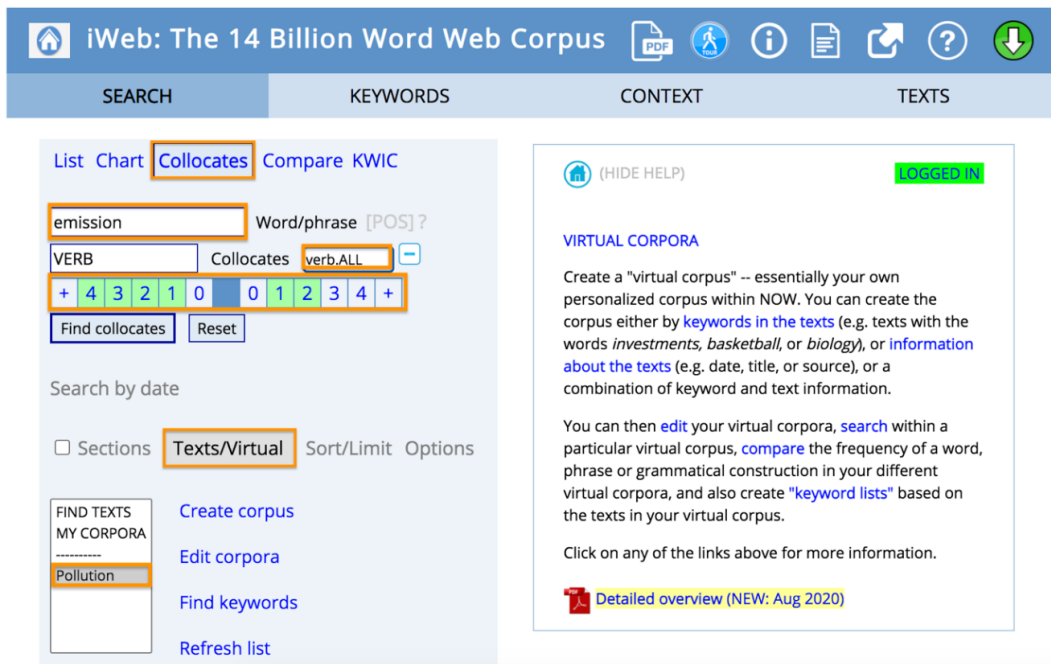 iWeb: The 14 Billion Word Web Corpus
PDF
TOUR
SEARCH KEYWORDS CONTEXT TEXTS
List Chart Collocates Compare KWIC
emission Word/phrase [POS] ?
VERB Collocates verb.ALL
+ 4 3 2 1 0 0 1 2 3 4 +
Find collocates Reset
Search by date
Sections Texts/Virtual Sort/Limit Options
FIND TEXTS
MY CORPORA
----------
Pollution
Create corpus
Edit corpora
Find keywords
Refresh list
(HIDE HELP) LOGGED IN
VIRTUAL CORPORA
Create a "virtual corpus" -- essentially your own
personalized corpus within NOW. You can create the
corpus either by keywords in the texts (e.g. texts with the
words investments, basketball, or biology), or information
about the texts (e.g. date, title, or source), or a
combination of keyword and text information.
You can then edit your virtual corpora, search within a
particular virtual corpus, compare the frequency of a word,
phrase or grammatical construction in your different
virtual corpora, and also create "keyword lists" based on
the texts in your virtual corpus.
Click on any of the links above for more information.
PDF
Detailed overview (NEW: Aug 2020)